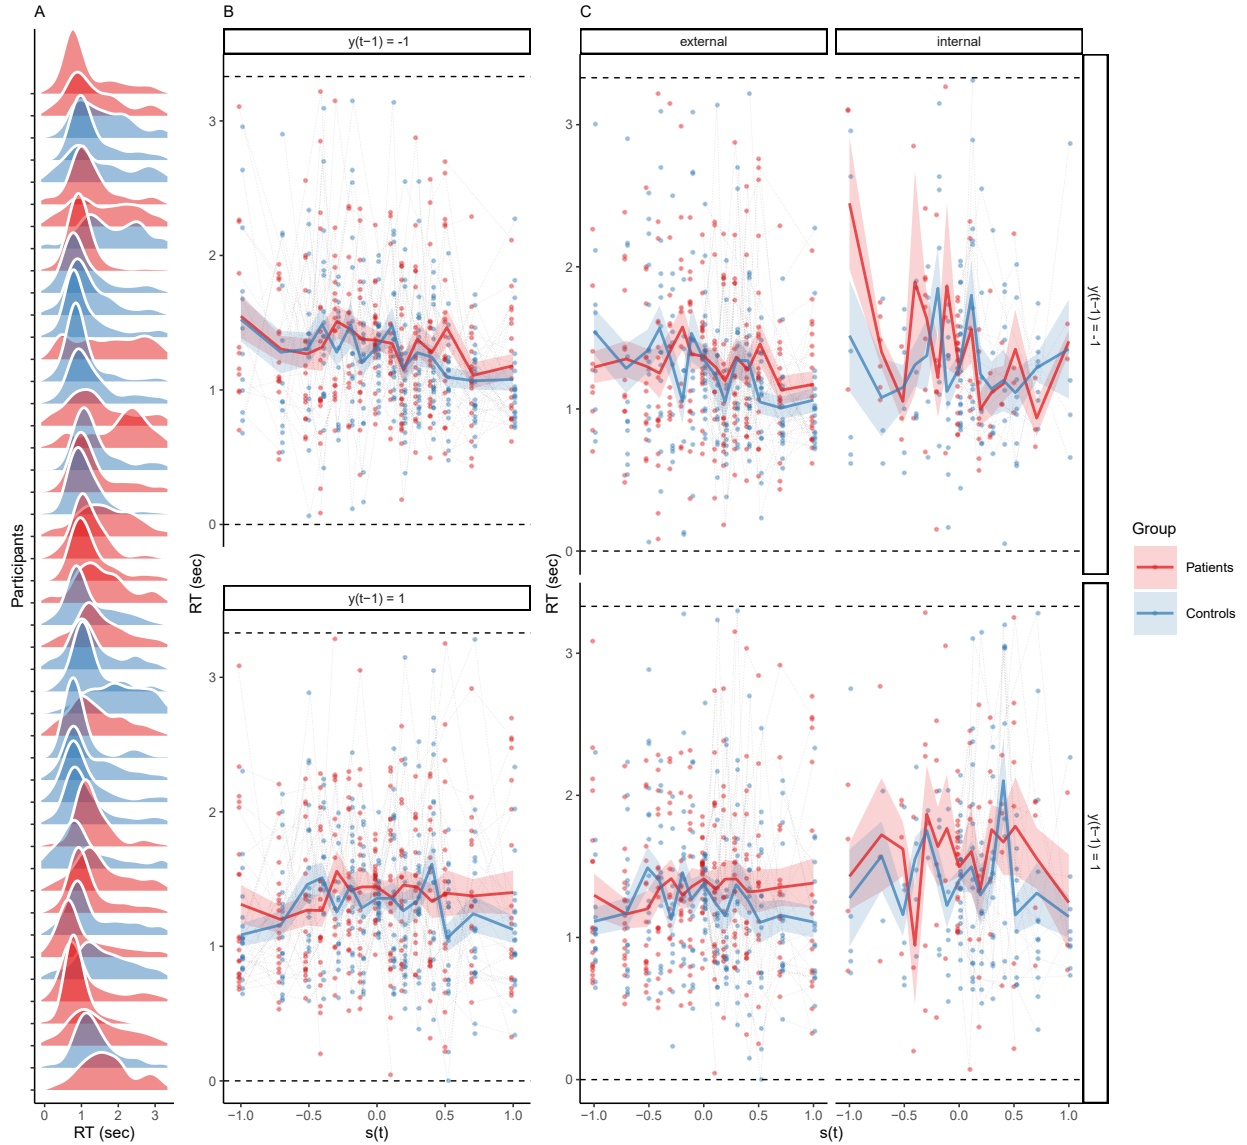 A
B
C
y(t−1) = -1
external
internal
3
2
1
0
RT (sec)
3
2
1
0
y(t−1) = -1
Participants
y(t−1) = 1
3
2
1
0
RT (sec)
3
2
1
0
y(t−1) = 1
Group
Patients
Controls
0 1 2 3
RT (sec)
−1.0 −0.5 0.0 0.5 1.0
s(t)
−1.0 −0.5 0.0 0.5 1.0
−1.0 −0.5 0.0 0.5 1.0
s(t)